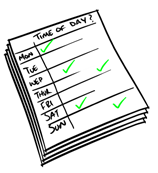 TIME OF DAY?
MON
TUE
WED
THUR
FRI
SAT
SUN